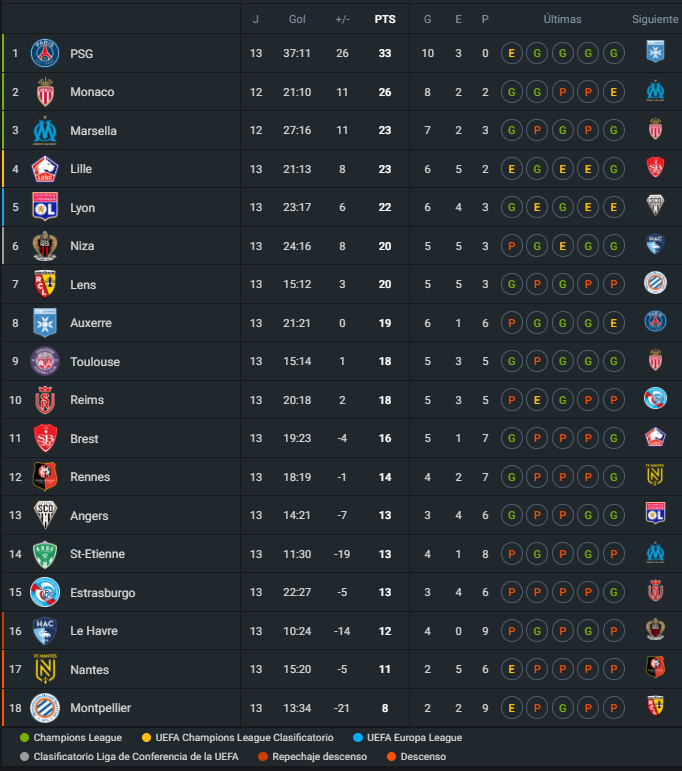 J Gol +/- PTS G E P Últimas Siguiente
1 PSG 13 37:11 26 33 10 3 0 E G G G G
2 Monaco 12 21:10 11 26 8 2 2 G G P P E
3 Marsella 12 27:16 11 23 7 2 3 G P G P G
4 Lille 13 21:13 8 23 6 5 2 E G E E G
5 Lyon 13 23:17 6 22 6 4 3 G E G E E
6 Niza 13 24:16 8 20 5 5 3 P G E G G
7 Lens 13 15:12 3 20 5 5 3 G P G P P
8 Auxerre 13 21:21 0 19 6 1 6 P G G G E
9 Toulouse 13 15:14 1 18 5 3 5 G P G G G
10 Reims 13 20:18 2 18 5 3 5 P E G P P
11 Brest 13 19:23 -4 16 5 1 7 G P P P G
12 Rennes 13 18:19 -1 14 4 2 7 G P P P G
13 Angers 13 14:21 -7 13 3 4 6 G P P G G
14 St-Etienne 13 11:30 -19 13 4 1 8 P G P G P
15 Estrasburgo 13 22:27 -5 13 3 4 6 P P P P G
16 Le Havre 13 10:24 -14 12 4 0 9 P G P G P
17 Nantes 13 15:20 -5 11 2 5 6 E P P P P
18 Montpellier 13 13:34 -21 8 2 2 9 E P G P P
Champions League UEFA Champions League Clasificatorio UEFA Europa League
Clasificatorio Liga de Conferencia de la UEFA Repechaje descenso Descenso